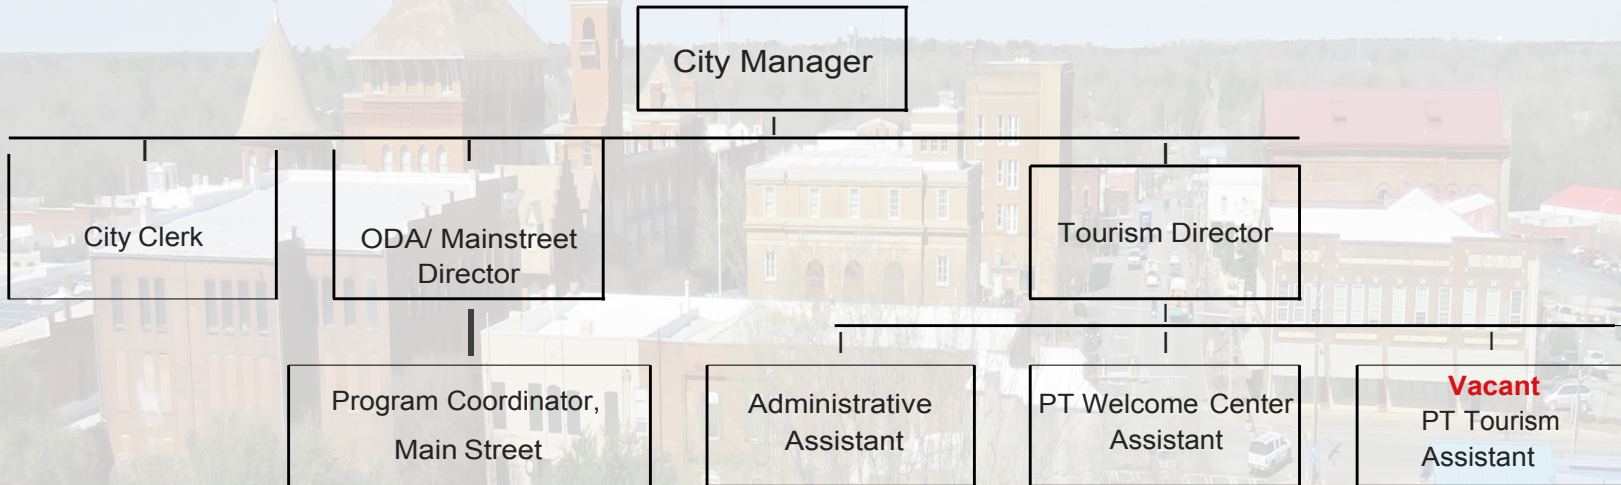 City Manager
City Clerk
ODA/ Mainstreet
Director
Tourism Director
Program Coordinator,
Main Street
Administrative
Assistant
PT Welcome Center
Assistant
Vacant
PT Tourism
Assistant